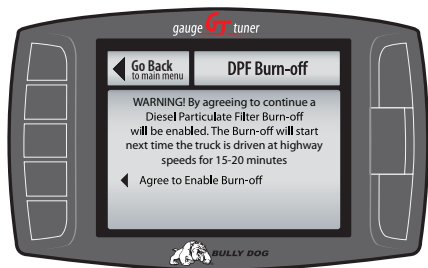 gauge GT tuner
Go Back
to main menu
DPF Burn-off
WARNING! By agreeing to continue a
Diesel Particulate Filter Burn-off
will be enabled. The Burn-off will start
next time the truck is driven at highway
speeds for 15-20 minutes
Agree to Enable Burn-off
BULLY DOG